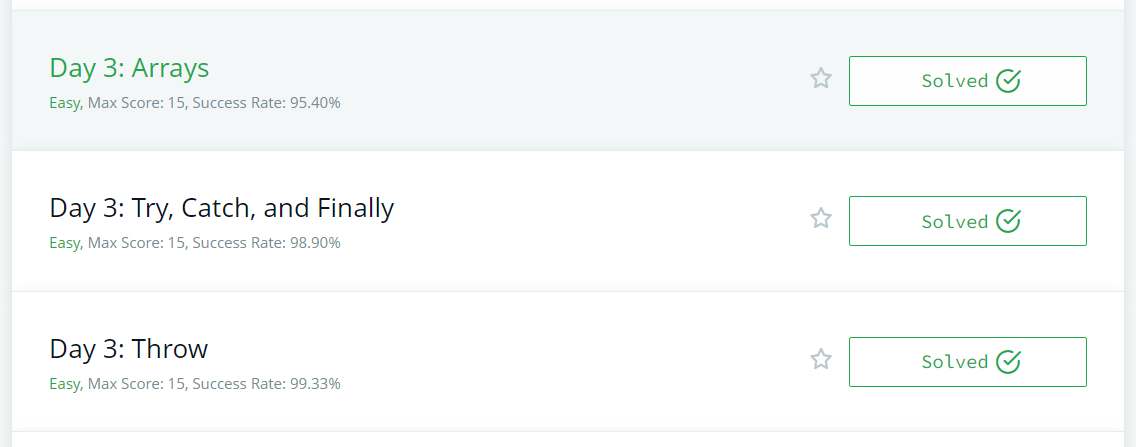 Day 3: Arrays
Easy, Max Score: 15, Success Rate: 95.40%
Solved
Day 3: Try, Catch, and Finally
Easy, Max Score: 15, Success Rate: 98.90%
Solved
Day 3: Throw
Easy, Max Score: 15, Success Rate: 99.33%
Solved